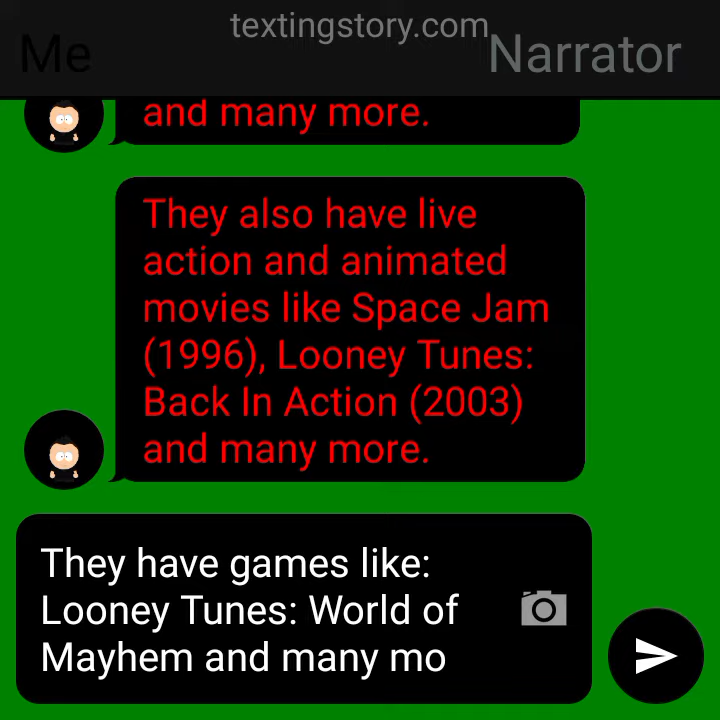 textingstory.com
Me
Narrator
and many more.
They also have live
action and animated
movies like Space Jam
(1996), Looney Tunes:
Back In Action (2003)
and many more.
They have games like:
Looney Tunes: World of
Mayhem and many mo